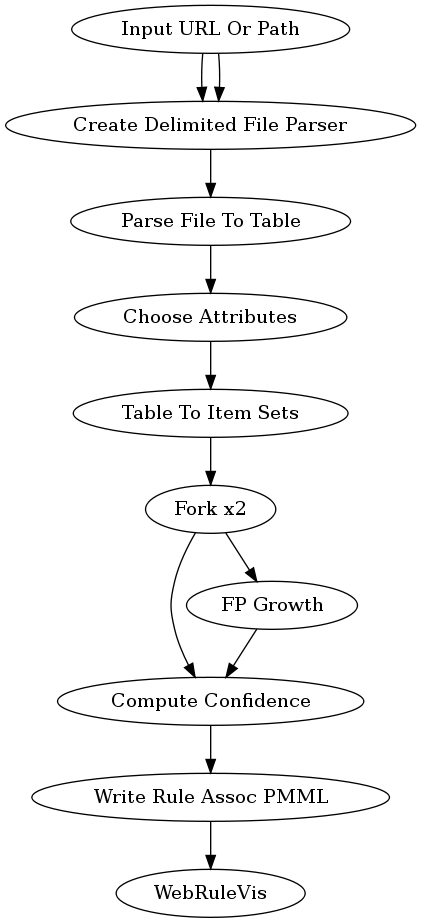 Input URL Or Path
Create Delimited File Parser
Parse File To Table
Choose Attributes
Table To Item Sets
Fork x2
FP Growth
Compute Confidence
Write Rule Assoc PMML
WebRuleVis